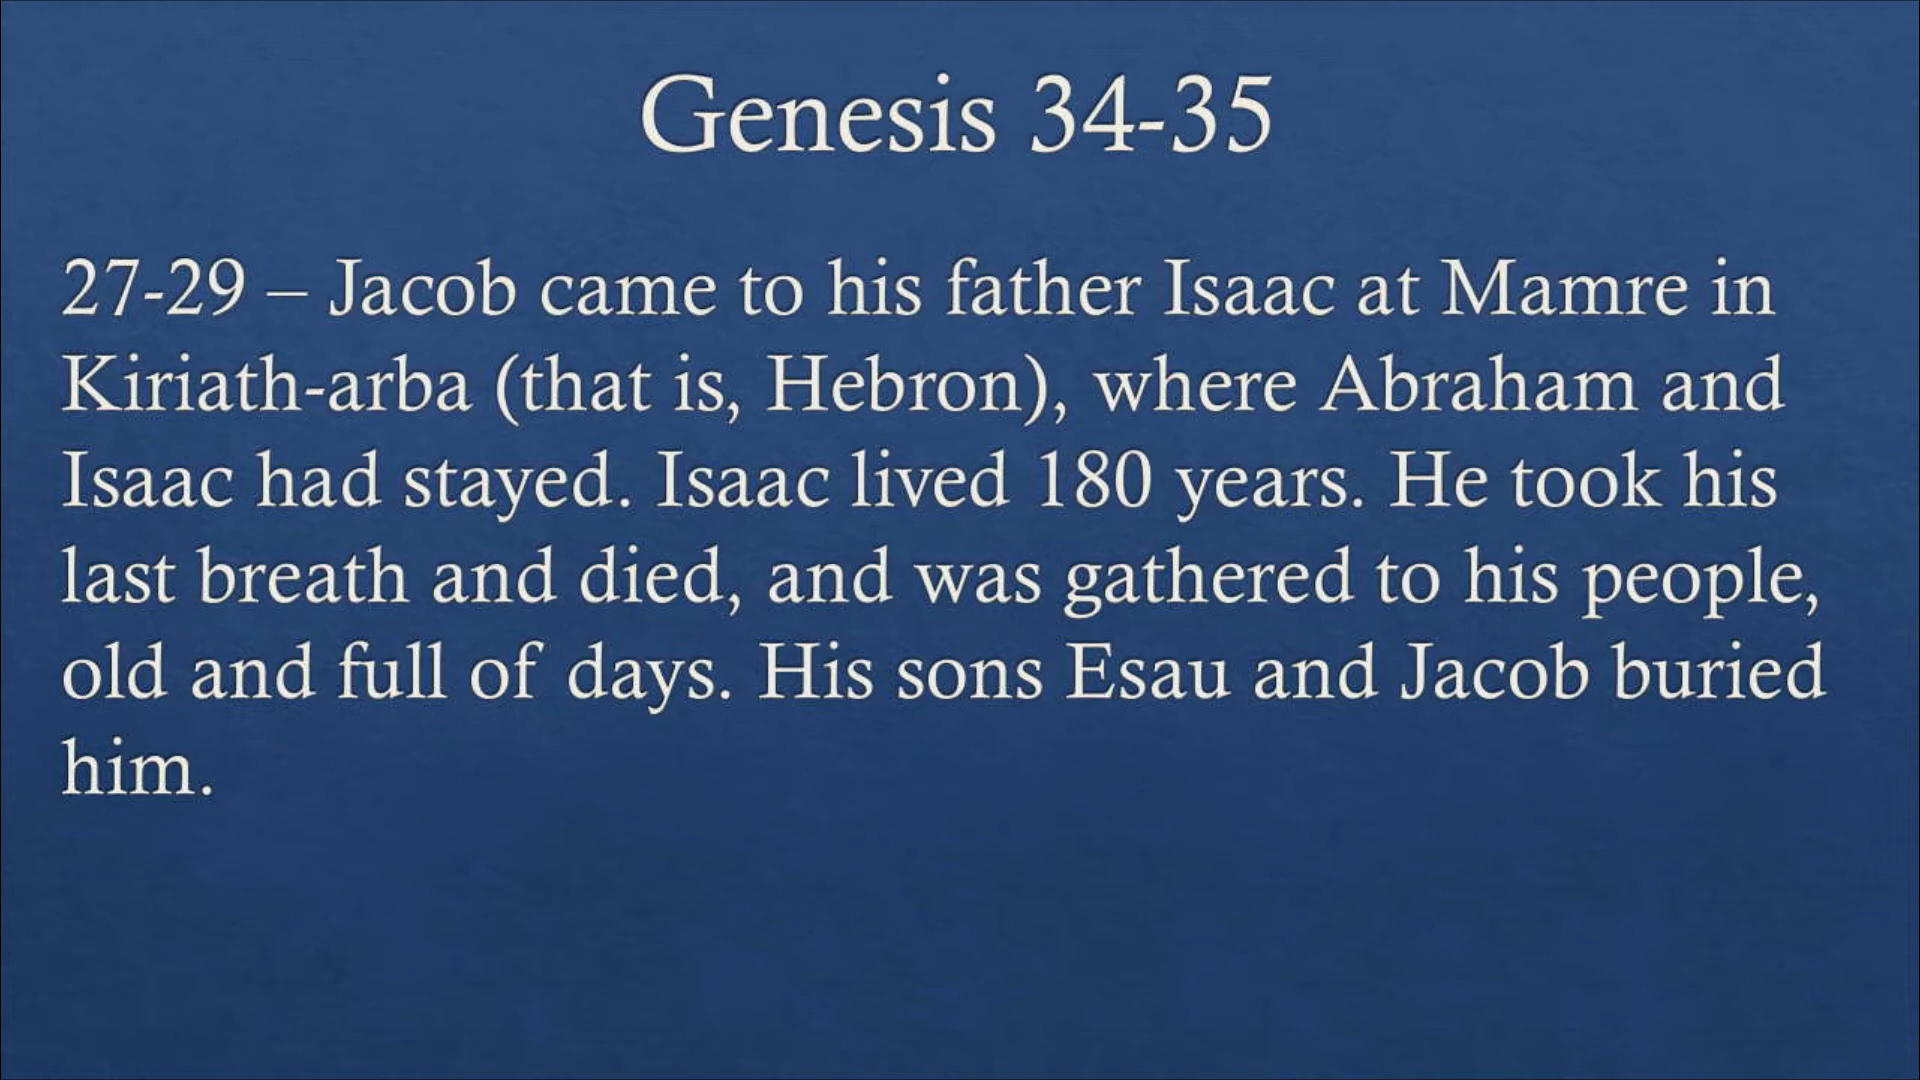 Genesis 34-35
27-29 – Jacob came to his father Isaac at Mamre in
Kiriath-arba (that is, Hebron), where Abraham and
Isaac had stayed. Isaac lived 180 years. He took his
last breath and died, and was gathered to his people,
old and full of days. His sons Esau and Jacob buried
him.